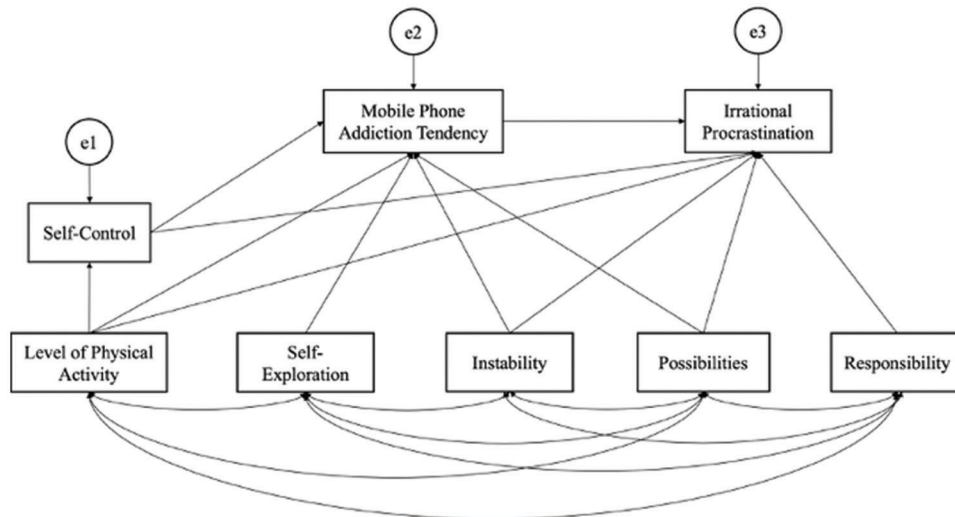 e2
e3
Mobile Phone
Addiction Tendency
Irrational
Procrastination
e1
Self-Control
Level of Physical
Activity
Self-
Exploration
Instability
Possibilities
Responsibility